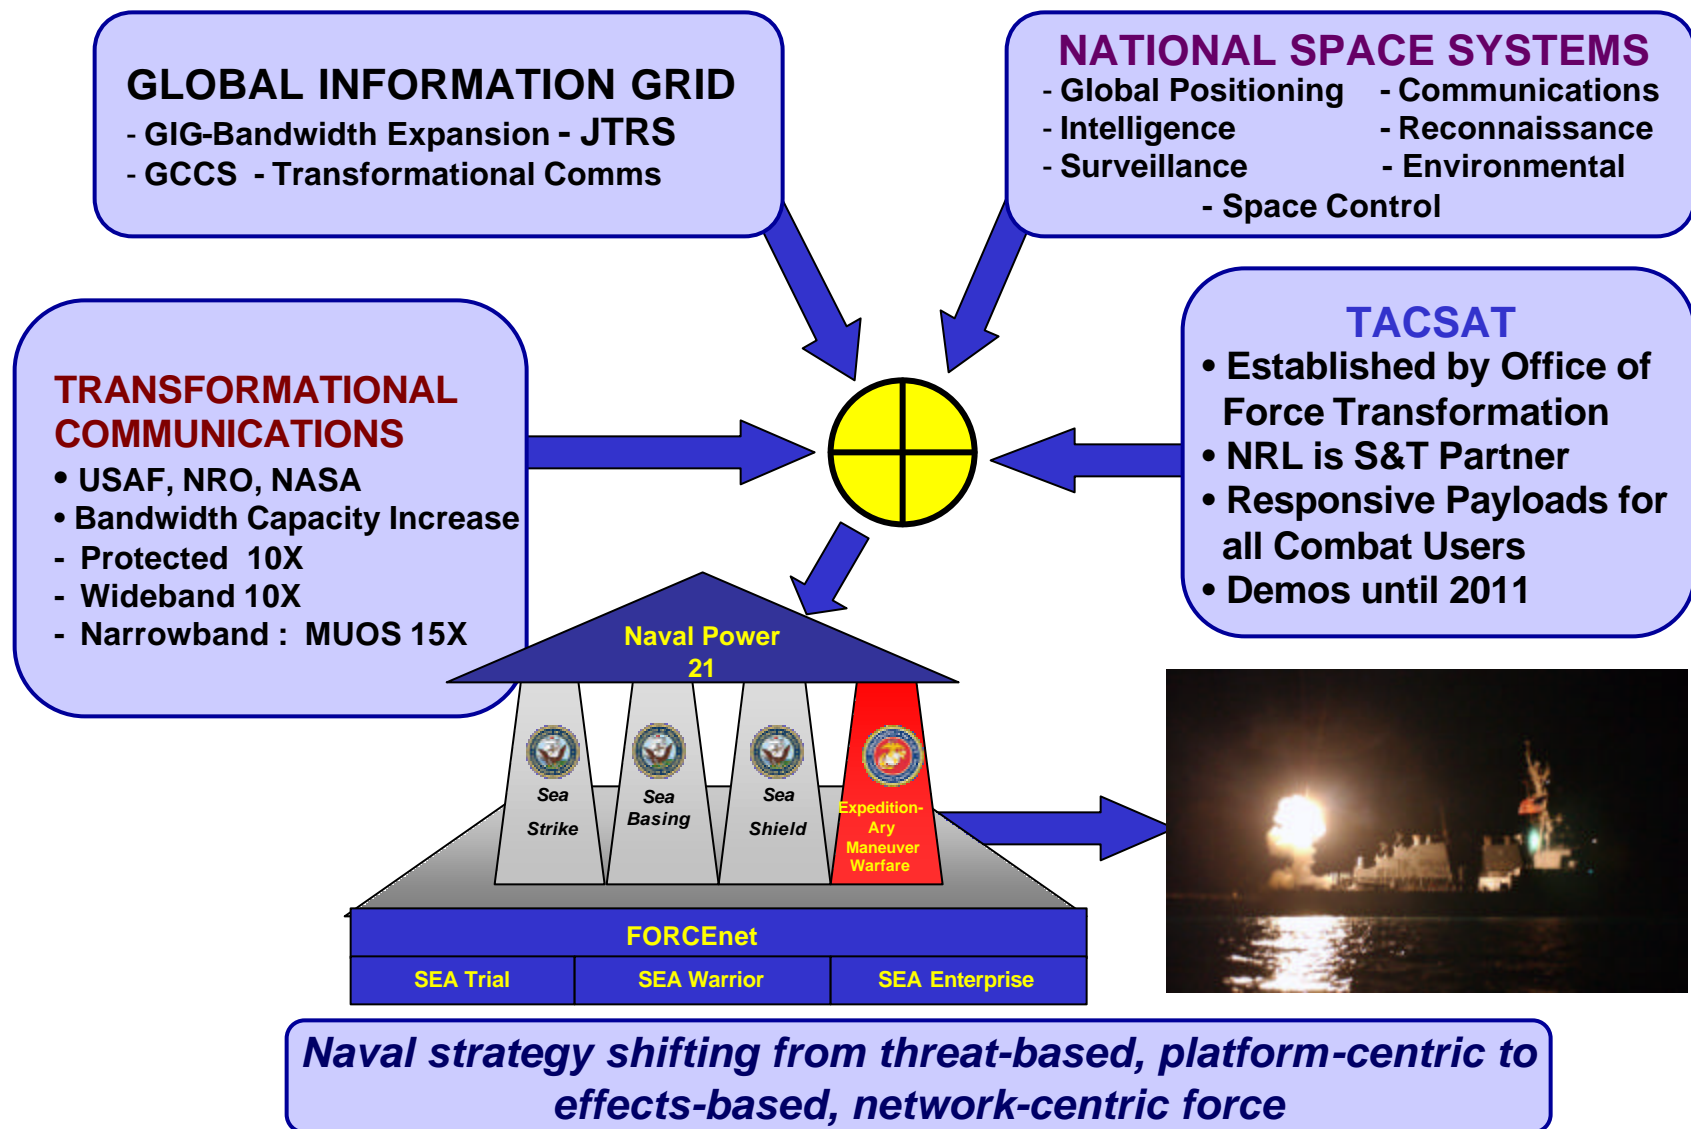 GLOBAL INFORMATION GRID
- GIG-Bandwidth Expansion - JTRS
- GCCS - Transformational Comms
NATIONAL SPACE SYSTEMS
- Global Positioning - Communications
- Intelligence - Reconnaissance
- Surveillance - Environmental
- Space Control
TRANSFORMATIONAL
COMMUNICATIONS
• USAF, NRO, NASA
• Bandwidth Capacity Increase
- Protected 10X
- Wideband 10X
- Narrowband : MUOS 15X
TACSAT
• Established by Office of
Force Transformation
• NRL is S&T Partner
• Responsive Payloads for
all Combat Users
• Demos until 2011
Naval Power
21
Sea
Strike
Sea
Basing
Sea
Shield
Expedition-
Ary
Maneuver
Warfare
FORCEnet
SEA Trial
SEA Warrior
SEA Enterprise
Naval strategy shifting from threat-based, platform-centric to
effects-based, network-centric force